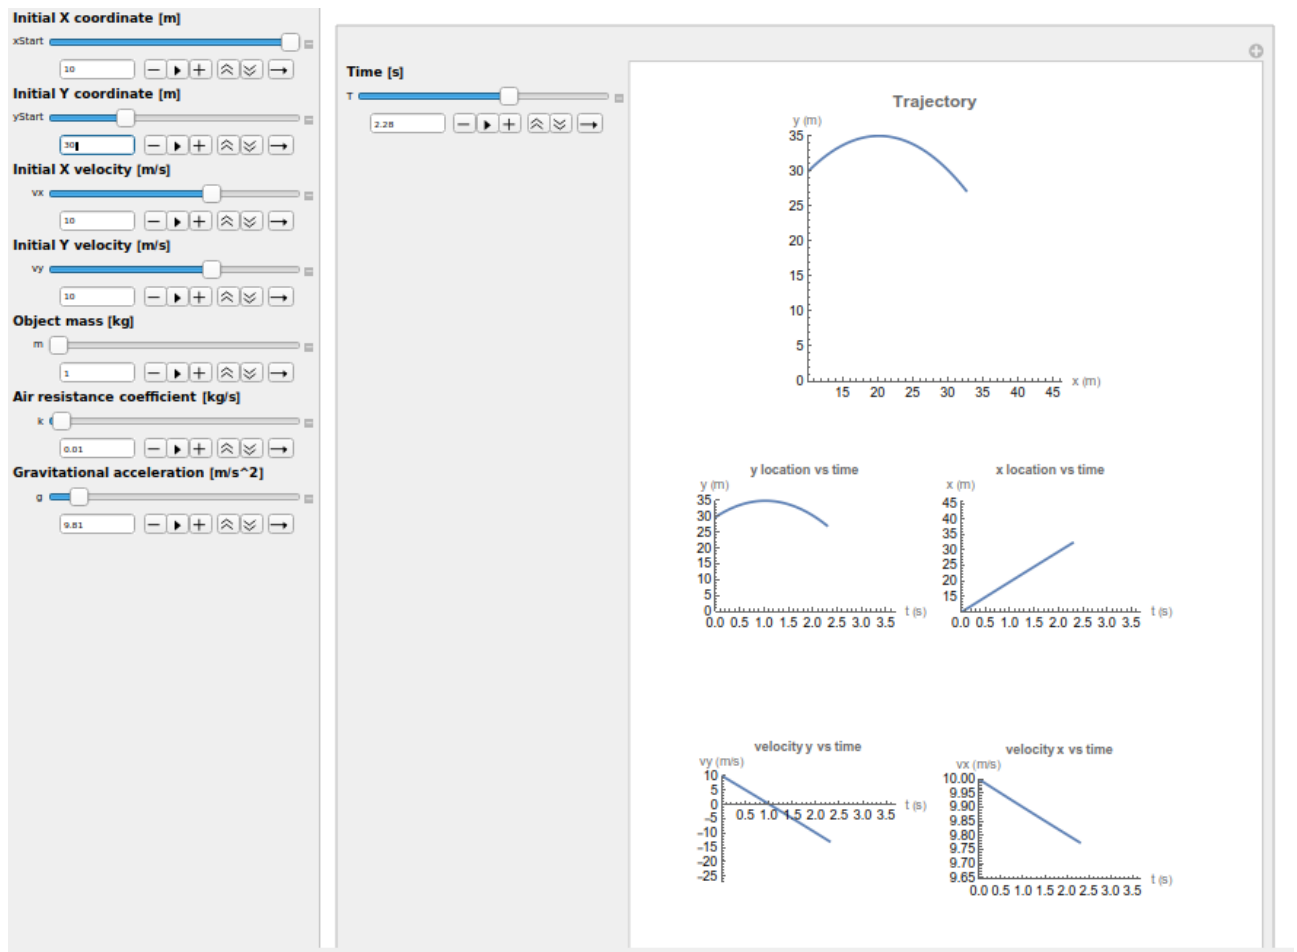 Initial X coordinate [m]
xStart
10
Initial Y coordinate [m]
yStart
30
Initial X velocity [m/s]
vx
10
Initial Y velocity [m/s]
vy
10
Object mass [kg]
m
1
Air resistance coefficient [kg/s]
k
0.01
Gravitational acceleration [m/s^2]
g
9.81
Time [s]
T
2.28
Trajectory
y (m)
35
30
25
20
15
10
5
0
15 20 25 30 35 40 45
x (m)
y location vs time
y (m)
35
30
25
20
15
10
5
0
0.0 0.5 1.0 1.5 2.0 2.5 3.0 3.5
t (s)
x location vs time
x (m)
45
40
35
30
25
20
15
0.0 0.5 1.0 1.5 2.0 2.5 3.0 3.5
t (s)
velocity y vs time
vy (m/s)
10
5
0
-5
-10
-15
-20
-25
0.5 1.0 1.5 2.0 2.5 3.0 3.5
t (s)
velocity x vs time
vx (m/s)
10.00
9.95
9.90
9.85
9.80
9.75
9.70
9.65
0.0 0.5 1.0 1.5 2.0 2.5 3.0 3.5
t (s)